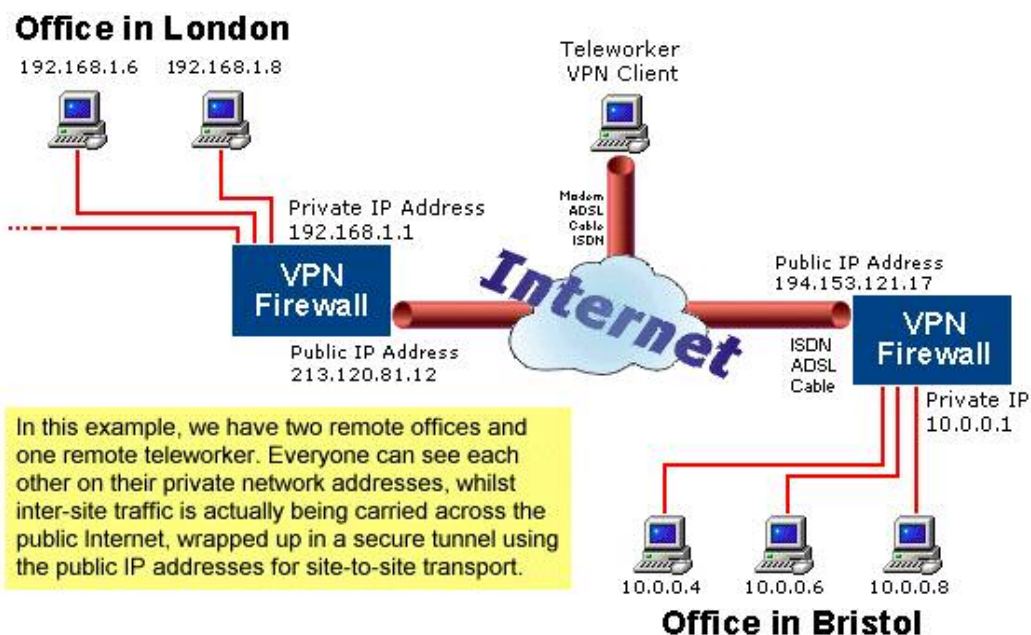 Office in London
192.168.1.6
192.168.1.8
Teleworker
VPN Client
Modem
ADSL
Cable
ISDN
Private IP Address
192.168.1.1
VPN
Firewall
Internet
Public IP Address
213.120.81.12
Public IP Address
194.153.121.17
ISDN
ADSL
Cable
VPN
Firewall
Private IP
10.0.0.1
In this example, we have two remote offices and
one remote teleworker. Everyone can see each
other on their private network addresses, whilst
inter-site traffic is actually being carried across the
public Internet, wrapped up in a secure tunnel using
the public IP addresses for site-to-site transport.
10.0.0.4
10.0.0.6
10.0.0.8
Office in Bristol